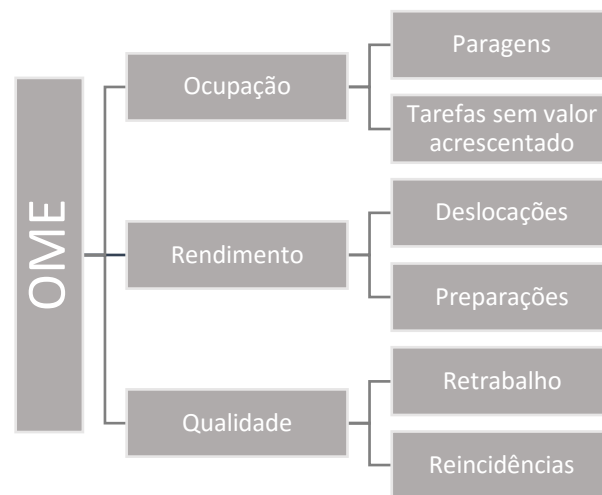 OME
Ocupação
Paragens
Tarefas sem valor
acrescentado
Rendimento
Deslocações
Preparações
Qualidade
Retrabalho
Reincidências